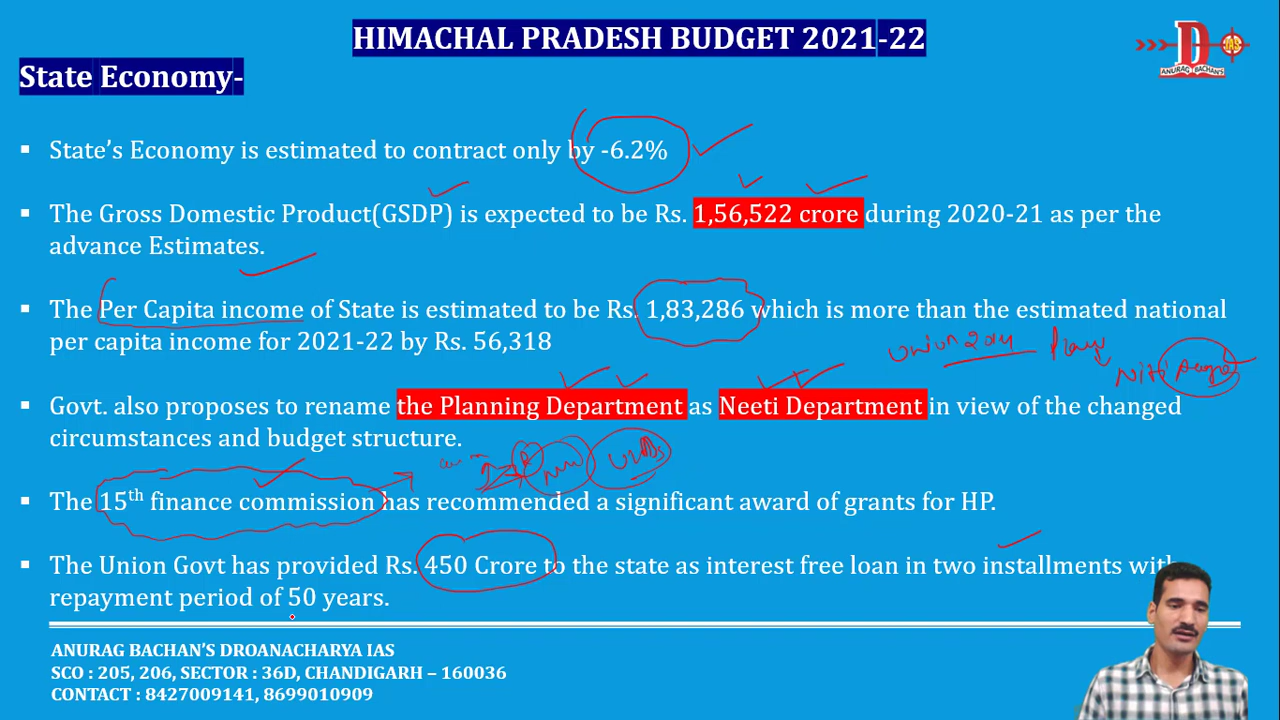 HIMACHAL PRADESH BUDGET 2021-22
D IAS
ANURAG BACHAN'S
State Economy-
▪ State's Economy is estimated to contract only by -6.2%
▪ The Gross Domestic Product(GSDP) is expected to be Rs. 1,56,522 crore during 2020-21 as per the
advance Estimates.
▪ The Per Capita income of State is estimated to be Rs. 1,83,286 which is more than the estimated national
per capita income for 2021-22 by Rs. 56,318
Union 2014
Niti Aayog
▪ Govt. also proposes to rename the Planning Department as Neeti Department in view of the changed
circumstances and budget structure.
▪ The 15th finance commission has recommended a significant award of grants for HP.
▪ The Union Govt has provided Rs. 450 Crore to the state as interest free loan in two installments with
repayment period of 50 years.
ANURAG BACHAN'S DROANACHARYA IAS
SCO : 205, 206, SECTOR : 36D, CHANDIGARH – 160036
CONTACT : 8427009141, 8699010909